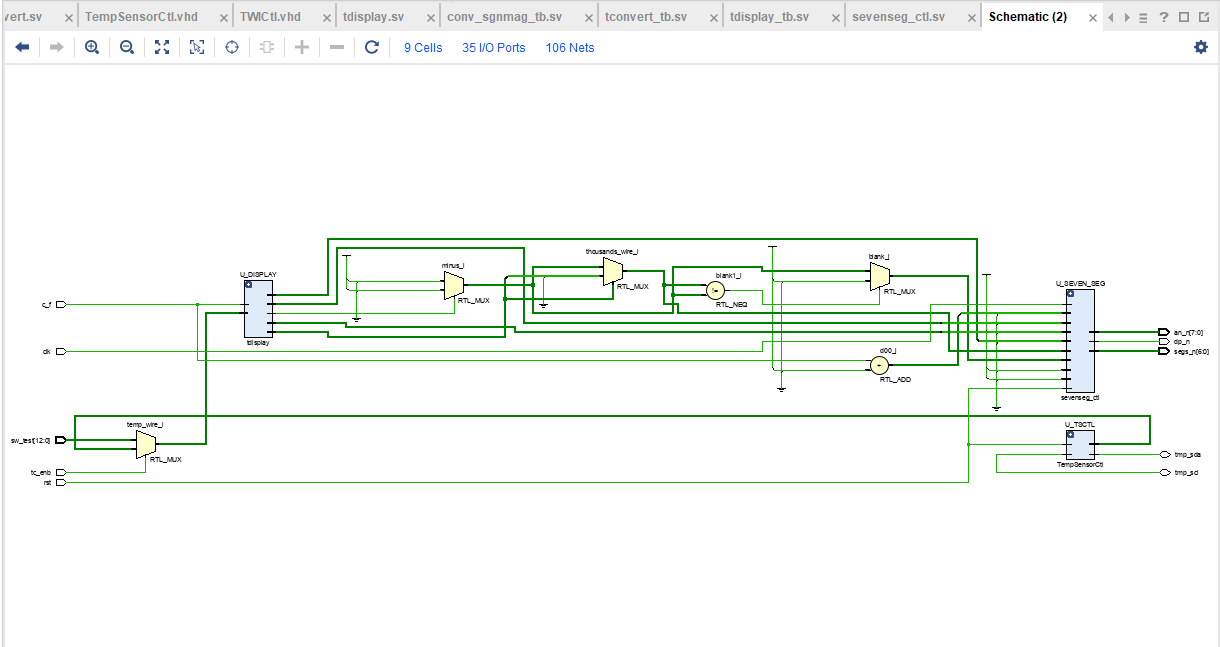 vert.sv TempSensorCtl.vhd TWICtl.vhd tdisplay.sv conv_sgnmag_tb.sv tconvert_tb.sv tdisplay_tb.sv sevenseg_ctl.sv Schematic (2)
9 Cells 35 I/O Ports 106 Nets
thousands_wire_i
blank_i
minus_i
U_DISPLAY
blank1_i
U_SEVEN_SEG
RTL_MUX
RTL_MUX
RTL_MUX
c_f
RTL_NEQ
an_n[7:0]
tdisplay
dp_n
clk
d00_i
segs_n[6:0]
RTL_ADD
sevenseg_ctl
temp_wire_i
U_TSCTL
sw_test[12:0]
RTL_MUX
tmp_sda
TempSensorCtl
tc_enb
tmp_scl
rst